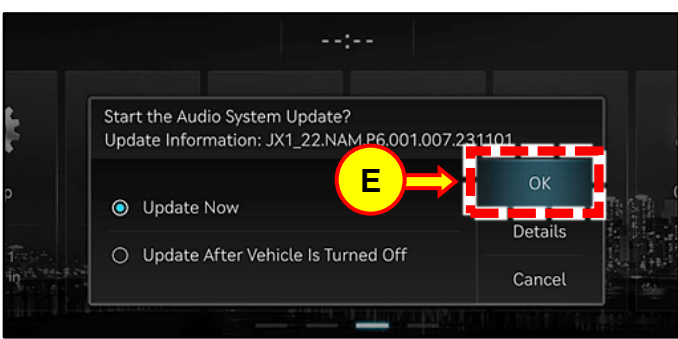 --:--
Start the Audio System Update?
Update Information: JX1_22.NAM.P6.001.007.231101
E
OK
Update Now
Details
Update After Vehicle Is Turned Off
Cancel